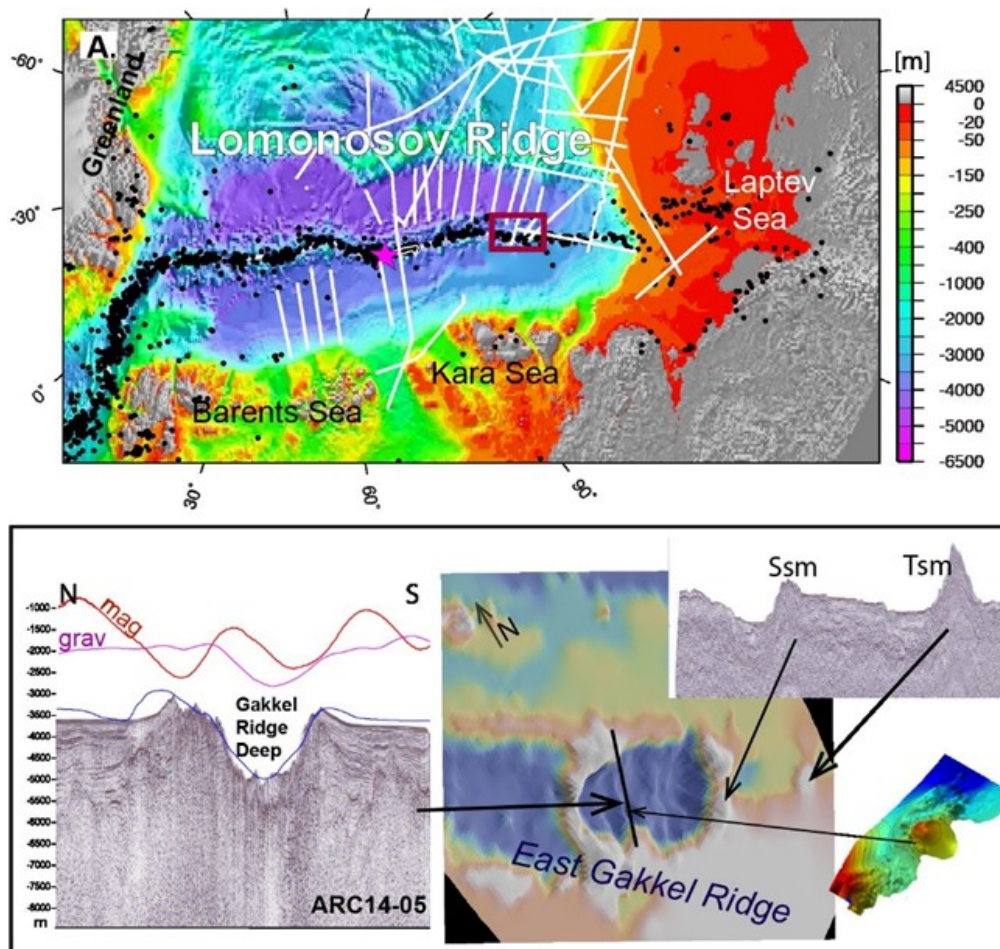 A.
-60°
-30°
0°
30°
60°
90°
Greenland
Lomonosov Ridge
Laptev
Sea
Kara Sea
Barents Sea
[m]
4500
0
-20
-50
-150
-250
-400
-1000
-2000
-3000
-4000
-5000
-6500
N
S
mag
grav
Gakkel
Ridge
Deep
-1000
-1500
-2000
-2500
-3000
-3500
-4000
-4500
-5000
-5500
-6000
-6500
-7000
-7500
-8000
m
ARC14-05
N
Ssm
Tsm
East Gakkel Ridge